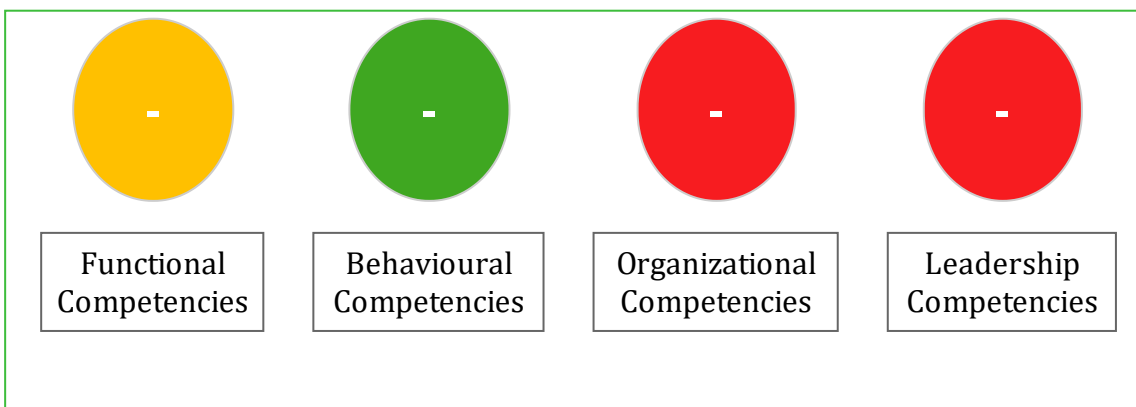 - - - -
Functional
Competencies
Behavioural
Competencies
Organizational
Competencies
Leadership
Competencies